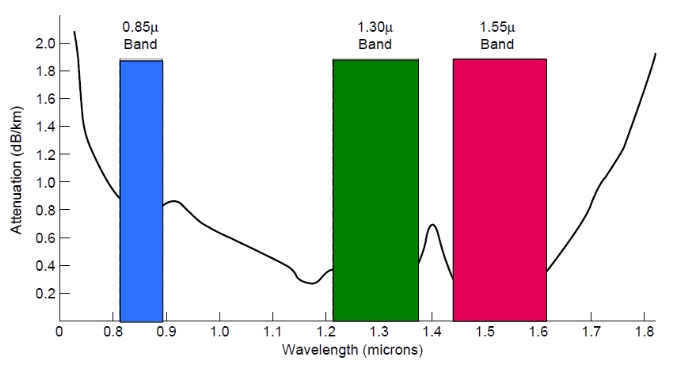 0.85µ
Band
1.30µ
Band
1.55µ
Band
2.0
1.8
1.6
1.4
1.2
1.0
0.8
0.6
0.4
0.2
Attenuation (dB/km)
0 0.8 0.9 1.0 1.1 1.2 1.3 1.4 1.5 1.6 1.7 1.8
Wavelength (microns)